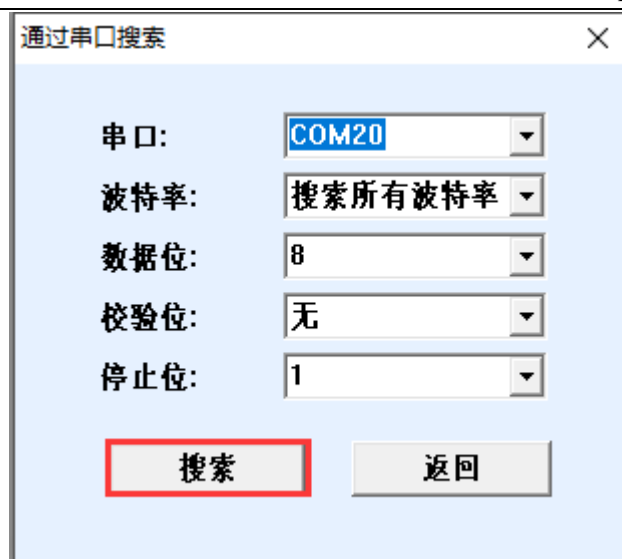 通过串口搜索
串口: COM20
波特率: 搜索所有波特率
数据位: 8
校验位: 无
停止位: 1
搜索 返回